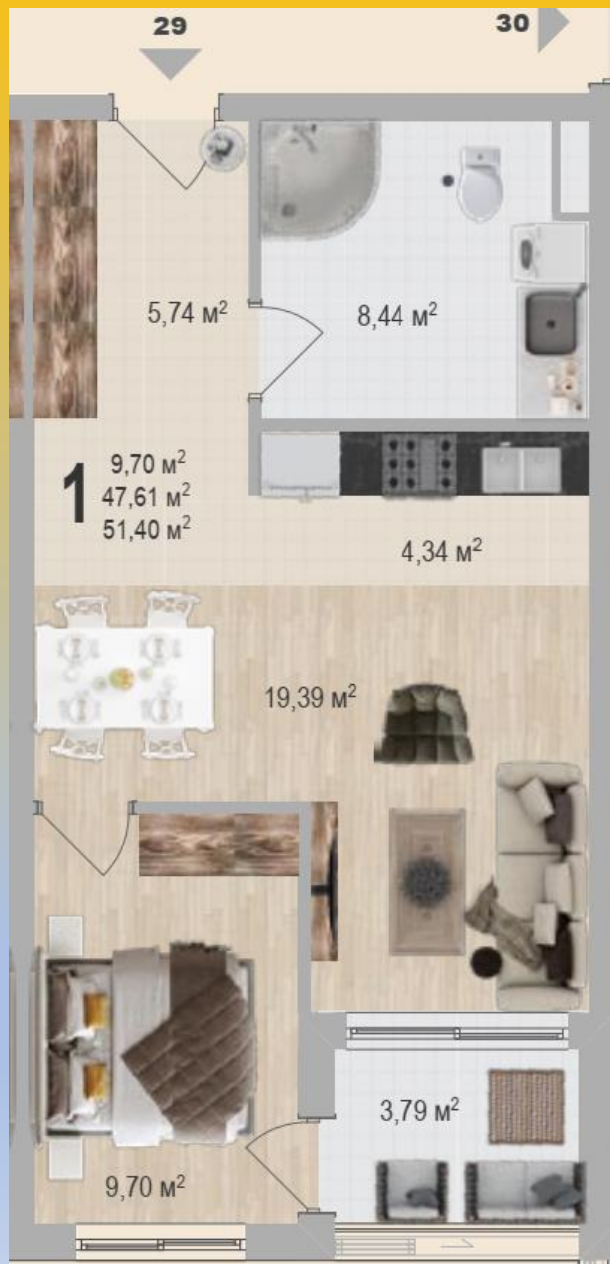 29
30
5,74 м²
8,44 м²
1
9,70 м²
47,61 м²
51,40 м²
4,34 м²
19,39 м²
3,79 м²
9,70 м²